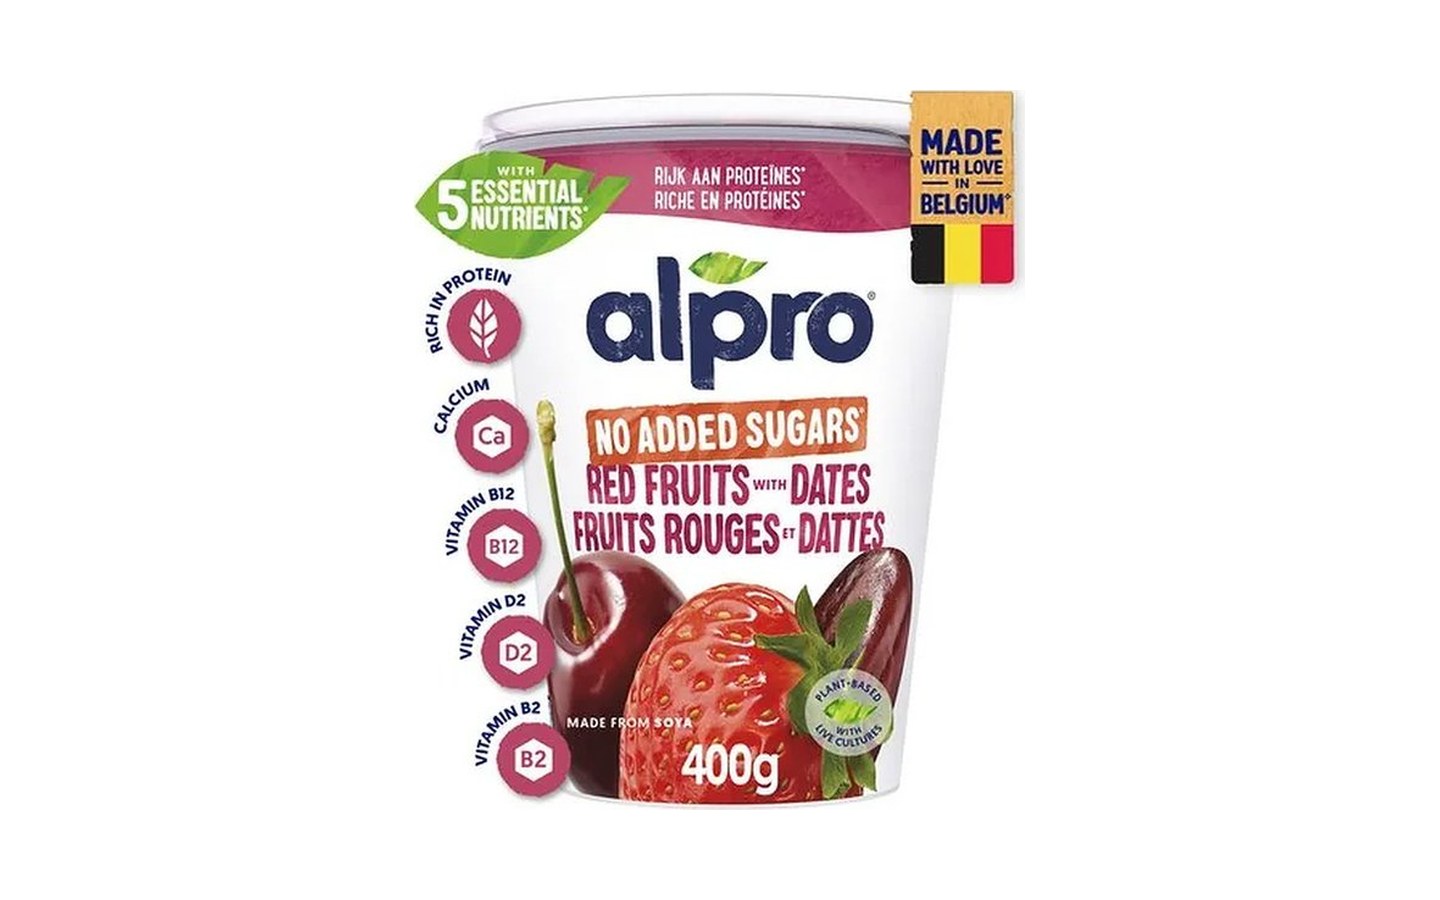 WITH
5 ESSENTIAL
NUTRIENTS*
RIJK AAN PROTEÏNES*
RICHE EN PROTÉINES*
MADE
WITH LOVE
IN
BELGIUM
alpro®
RICH IN PROTEIN
CALCIUM
Ca
VITAMIN B12
B12
VITAMIN D2
D2
VITAMIN B2
B2
NO ADDED SUGARS*
RED FRUITS WITH DATES
FRUITS ROUGES ET DATTES
PLANT-BASED
WITH
LIVE CULTURES
MADE FROM SOYA
400g